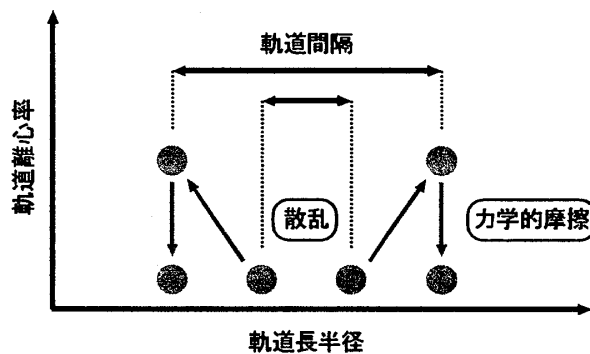 軌道間隔
軌道離心率
散乱
力学的摩擦
軌道長半径